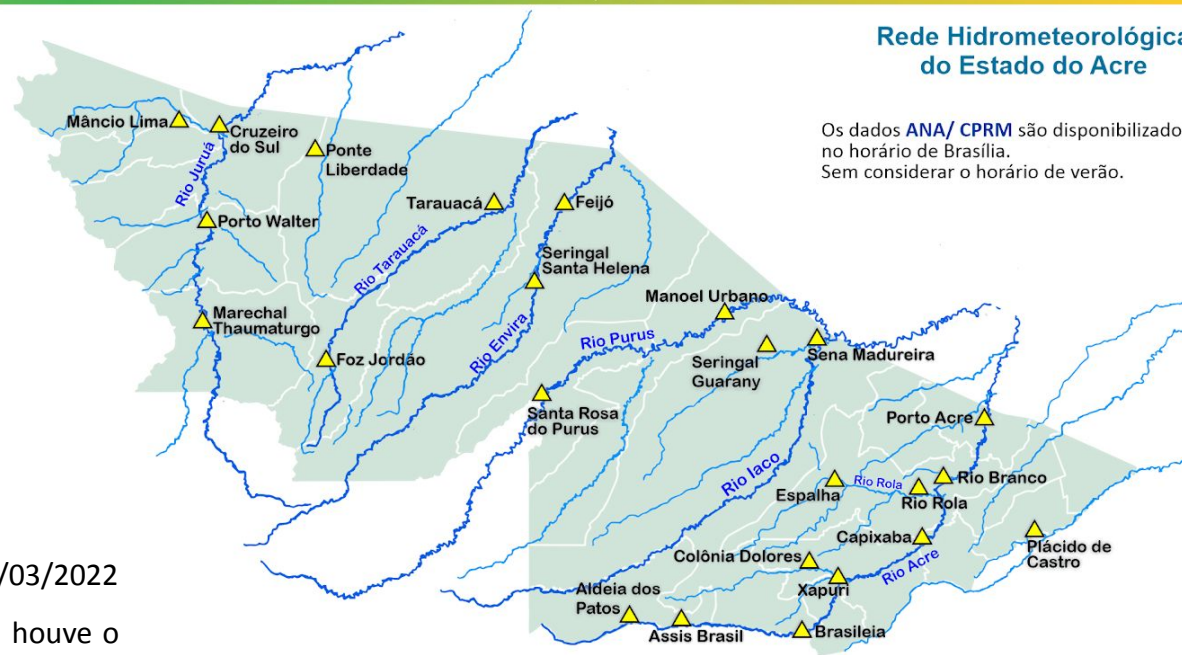 Rede Hidrometeorológica
do Estado do Acre
Os dados ANA/ CPRM são disponibilizado
no horário de Brasília.
Sem considerar o horário de verão.
Mâncio Lima
Cruzeiro
do Sul
Ponte
Liberdade
Rio Juruá
Porto Walter
Tarauacá
Feijó
Rio Tarauacá
Seringal
Santa Helena
Marechal
Thaumaturgo
Foz Jordão
Rio Envira
Rio Purus
Manoel Urbano
Seringal
Guarany
Sena Madureira
Santa Rosa
do Purus
Porto Acre
Rio Iaco
Espalha
Rio Rola
Rio Rola
Rio Branco
Capixaba
Plácido de
Castro
Colônia Dolores
Rio Acre
Xapuri
Aldeia dos
Patos
Assis Brasil
Brasileia
/03/2022
houve o